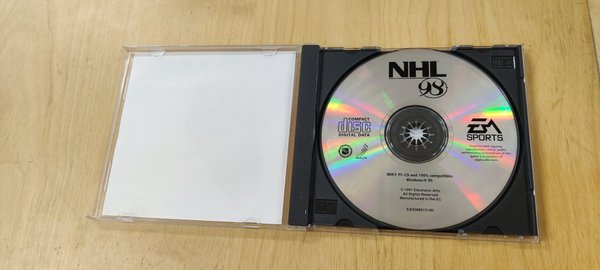 NHL
98
COMPACT
disc
DIGITAL DATA
EA
SPORTS
IBM® PC CD and 100% compatibles
Windows® 95
© 1997 Electronic Arts
All Rights Reserved
Manufactured in the EC